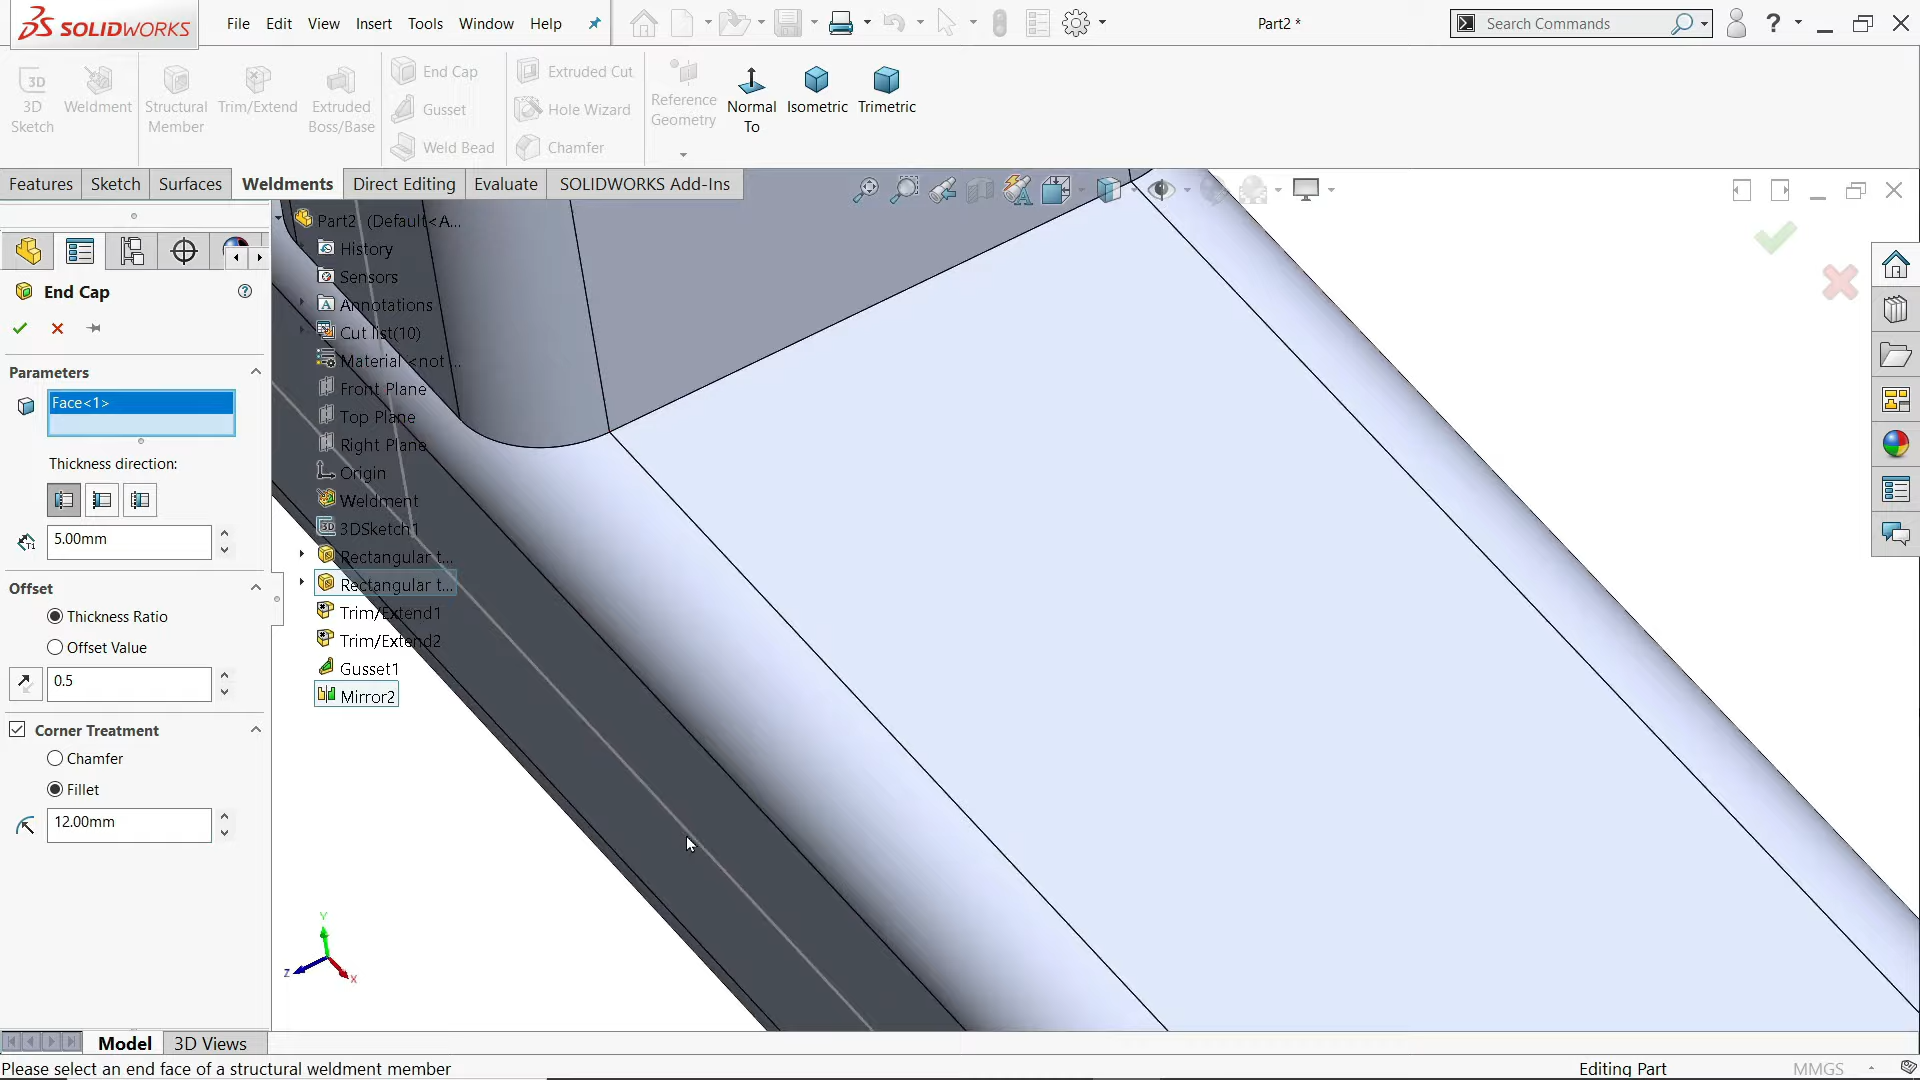 SOLIDWORKS
File Edit View Insert Tools Window Help
Part2 *
Search Commands
3D Sketch
Weldment
Structural Member
Trim/Extend
Extruded Boss/Base
End Cap
Gusset
Weld Bead
Extruded Cut
Hole Wizard
Chamfer
Reference Geometry
Normal To
Isometric
Trimetric
Features Sketch Surfaces Weldments Direct Editing Evaluate SOLIDWORKS Add-Ins
End Cap
Parameters
Face<1>
Thickness direction:
5.00mm
Offset
Thickness Ratio
Offset Value
0.5
Corner Treatment
Chamfer
Fillet
12.00mm
Part2 (Default<A...
History
Sensors
Annotations
Cut list(10)
Material <not ...
Front Plane
Top Plane
Right Plane
Origin
Weldment
3DSketch1
Rectangular t...
Rectangular t...
Trim/Extend1
Trim/Extend2
Gusset1
Mirror2
Y
Z
X
Model 3D Views
Please select an end face of a structural weldment member
Editing Part
MMGS